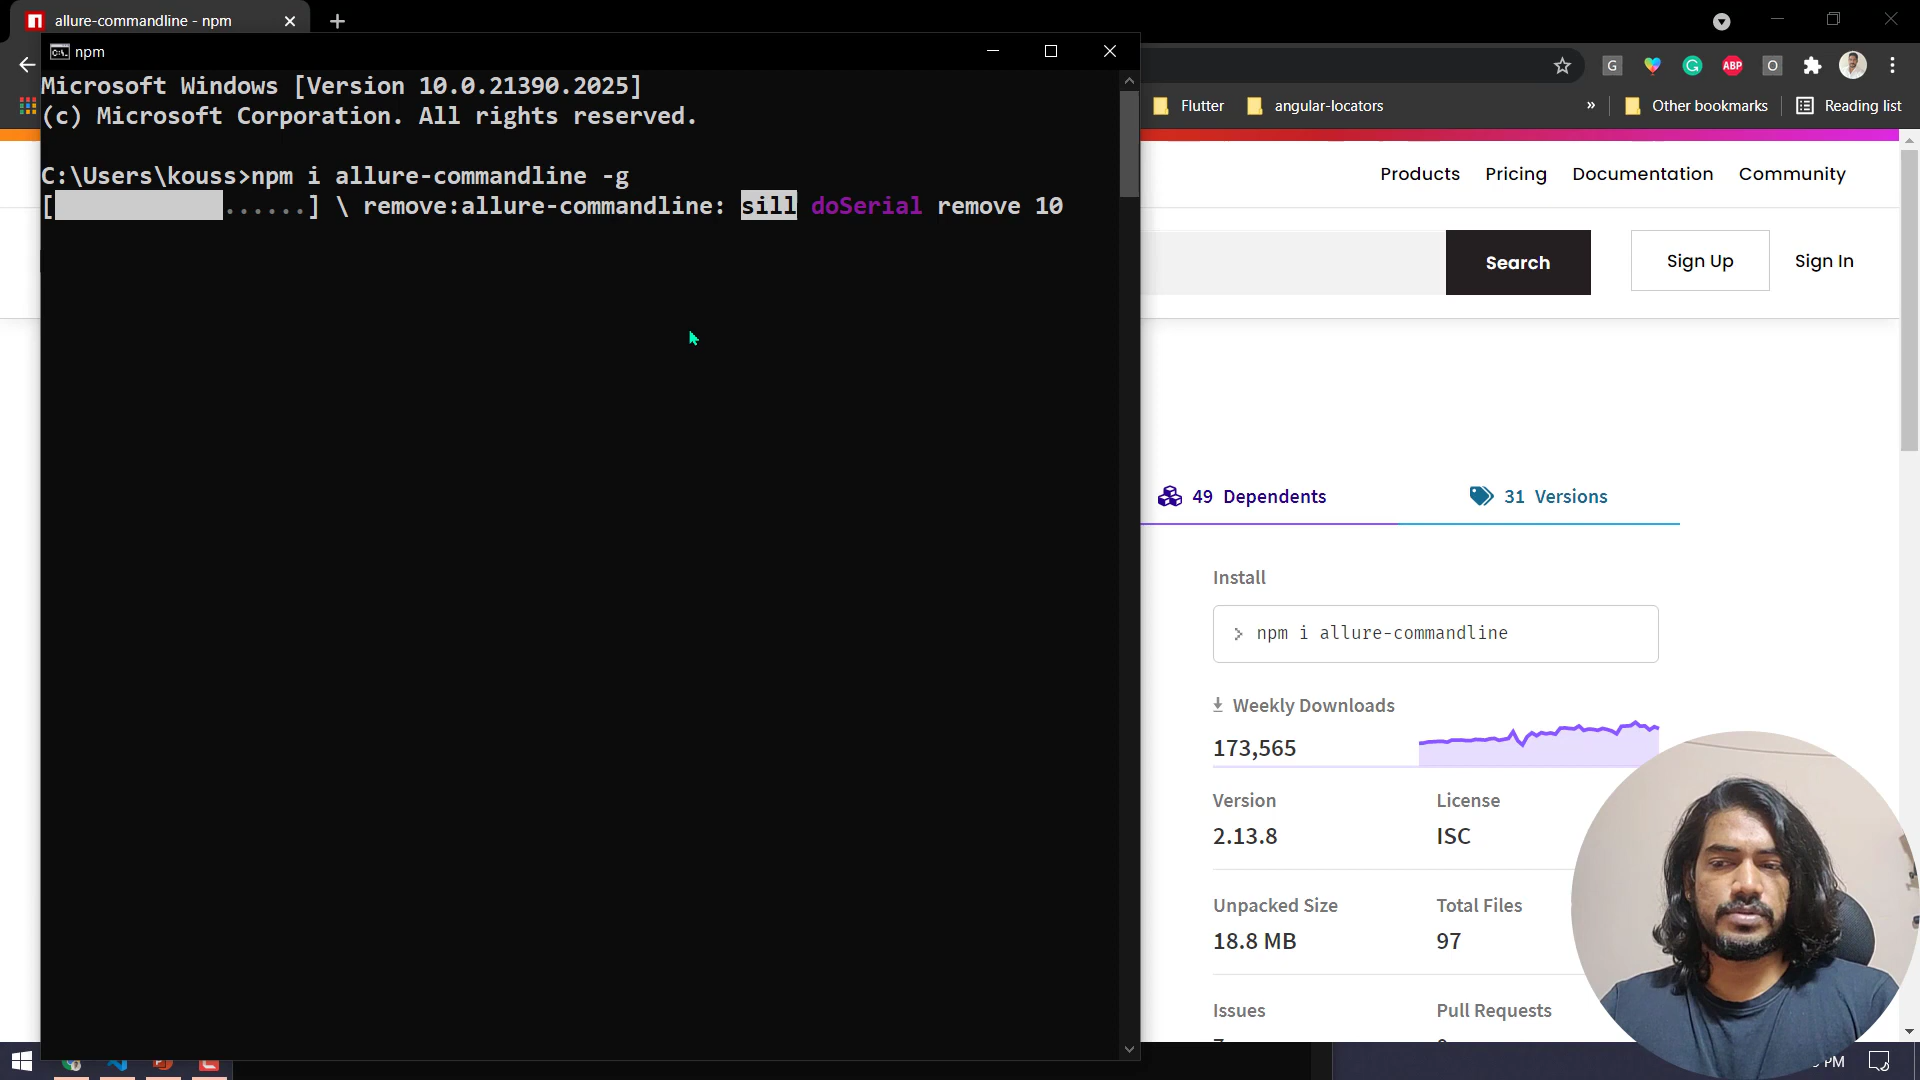 allure-commandline - npm
npm
Microsoft Windows [Version 10.0.21390.2025]
(c) Microsoft Corporation. All rights reserved.
C:\Users\kouss>npm i allure-commandline -g
[ ......] \ remove:allure-commandline: sill doSerial remove 10
G
ABP
O
Flutter
angular-locators
»
Other bookmarks
Reading list
Products
Pricing
Documentation
Community
Search
Sign Up
Sign In
49 Dependents
31 Versions
Install
> npm i allure-commandline
Weekly Downloads
173,565
Version
License
2.13.8
ISC
Unpacked Size
Total Files
18.8 MB
97
Issues
Pull Requests
PM